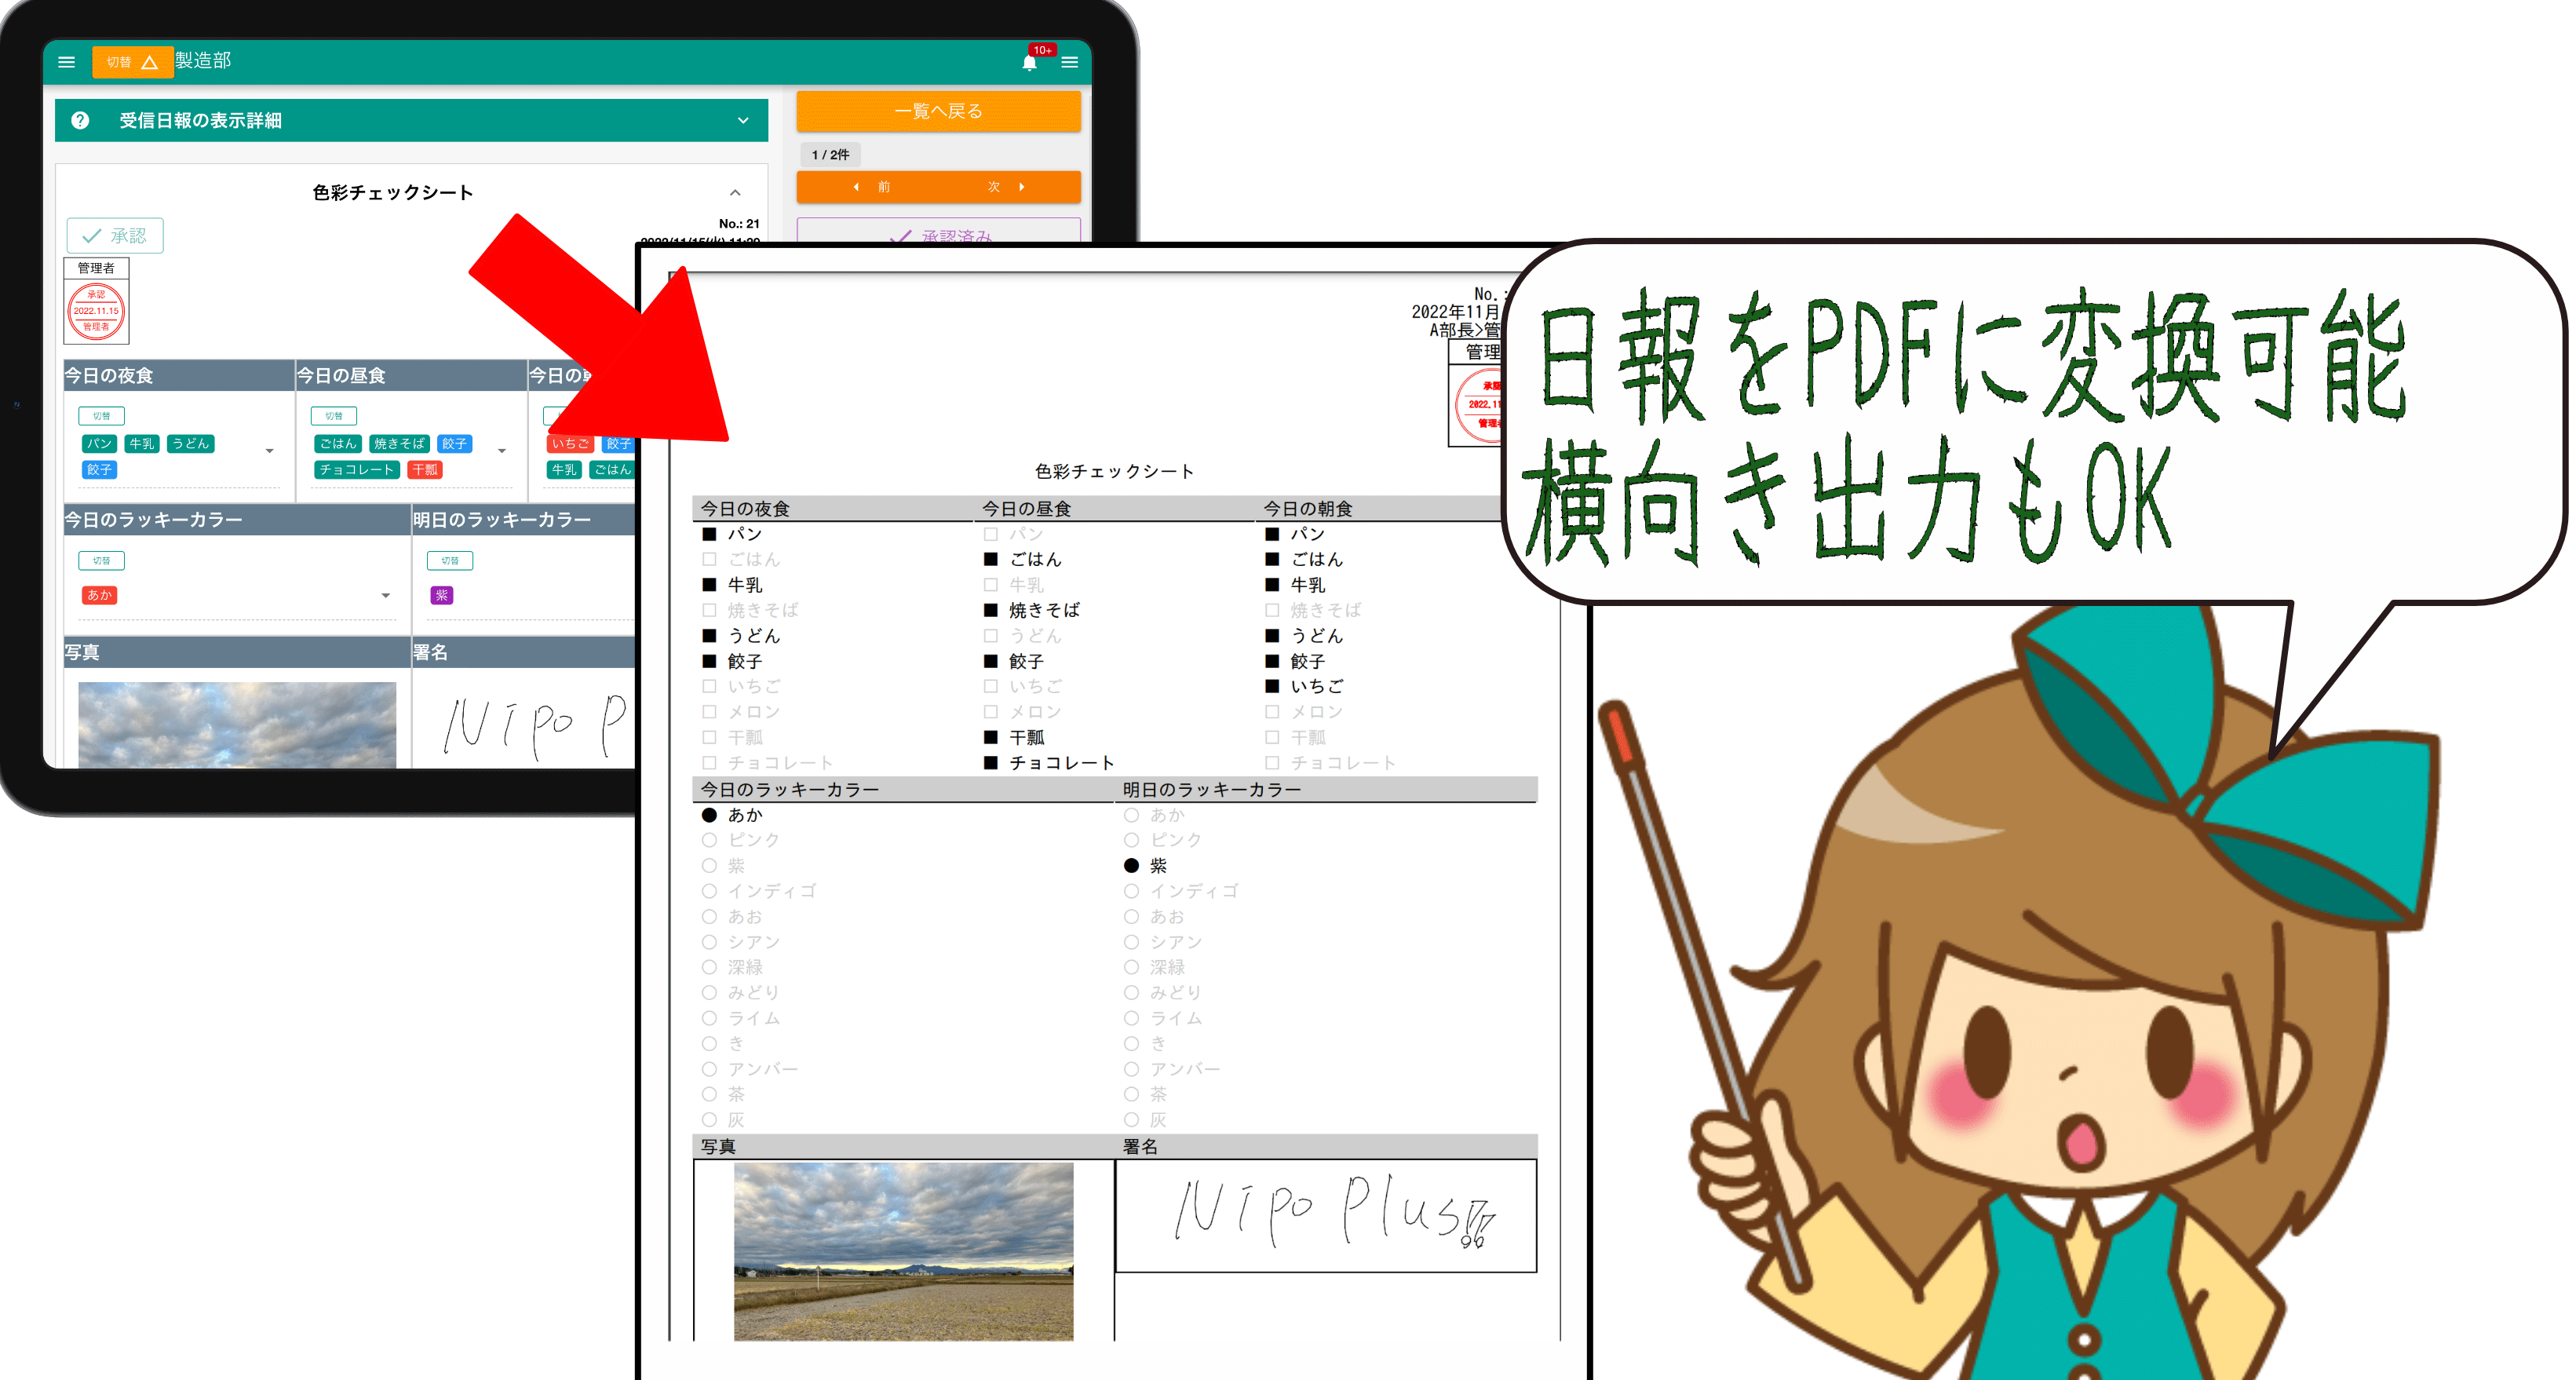 切替 製造部
10+
受信日報の表示詳細
一覧へ戻る
1 / 2件
前 次
承認済み
色彩チェックシート
No.: 21
2022/11/15(火) 11:20
承認
管理者
承認
2022.11.15
管理者
今日の夜食 今日の昼食 今日の
切替 切替
パン 牛乳 うどん ごはん 焼きそば 餃子 いちご 餃子
餃子 チョコレート 干瓢 牛乳 ごはん
今日のラッキーカラー 明日のラッキーカラー
切替 切替
あか 紫
写真 署名
Nipo P
No.:
2022年11月
A部長>管
管理
承認
2022.11
管理
色彩チェックシート
今日の夜食 今日の昼食 今日の朝食
■ パン □ パン ■ パン
□ ごはん ■ ごはん ■ ごはん
■ 牛乳 □ 牛乳 ■ 牛乳
□ 焼きそば ■ 焼きそば □ 焼きそば
■ うどん □ うどん ■ うどん
■ 餃子 ■ 餃子 ■ 餃子
□ いちご □ いちご ■ いちご
□ メロン □ メロン □ メロン
□ 干瓢 ■ 干瓢 □ 干瓢
□ チョコレート ■ チョコレート □ チョコレート
今日のラッキーカラー 明日のラッキーカラー
● あか ○ あか
○ ピンク ○ ピンク
○ 紫 ● 紫
○ インディゴ ○ インディゴ
○ あお ○ あお
○ シアン ○ シアン
○ 深緑 ○ 深緑
○ みどり ○ みどり
○ ライム ○ ライム
○ き ○ き
○ アンバー ○ アンバー
○ 茶 ○ 茶
○ 灰 ○ 灰
写真 署名
Nipo Plus!!
日報をPDFに変換可能
横向き出力もOK